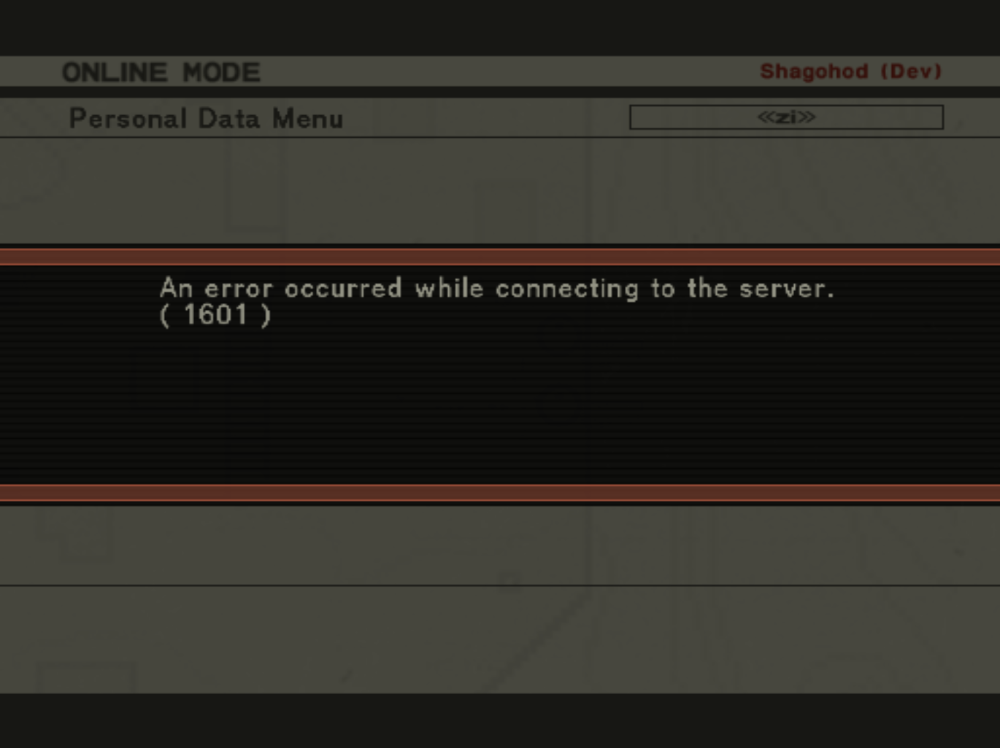 ONLINE MODE
Shagohod (Dev)
Personal Data Menu
≪zi≫
An error occurred while connecting to the server.
( 1601 )